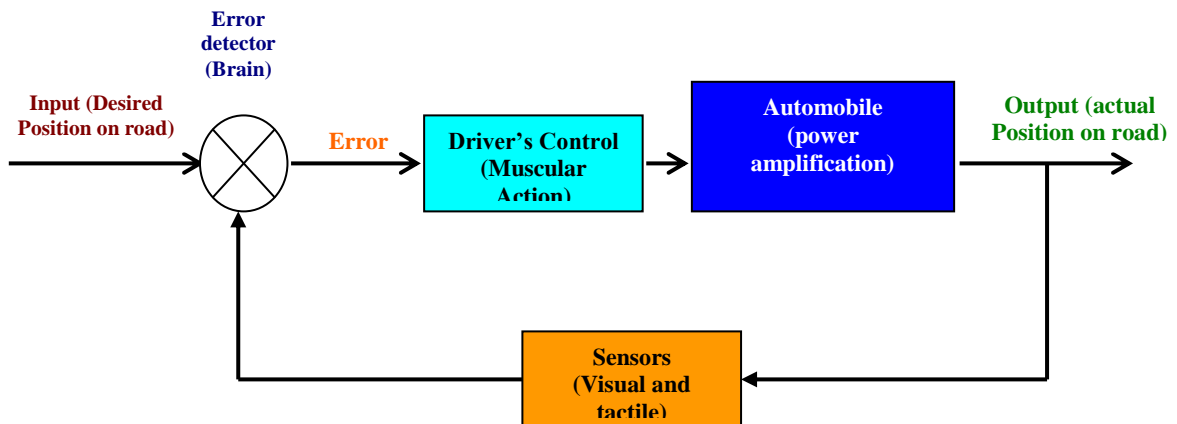 Error
detector
(Brain)
Input (Desired
Position on road)
Error
Driver’s Control
(Muscular
Action)
Automobile
(power
amplification)
Output (actual
Position on road)
Sensors
(Visual and
tactile)